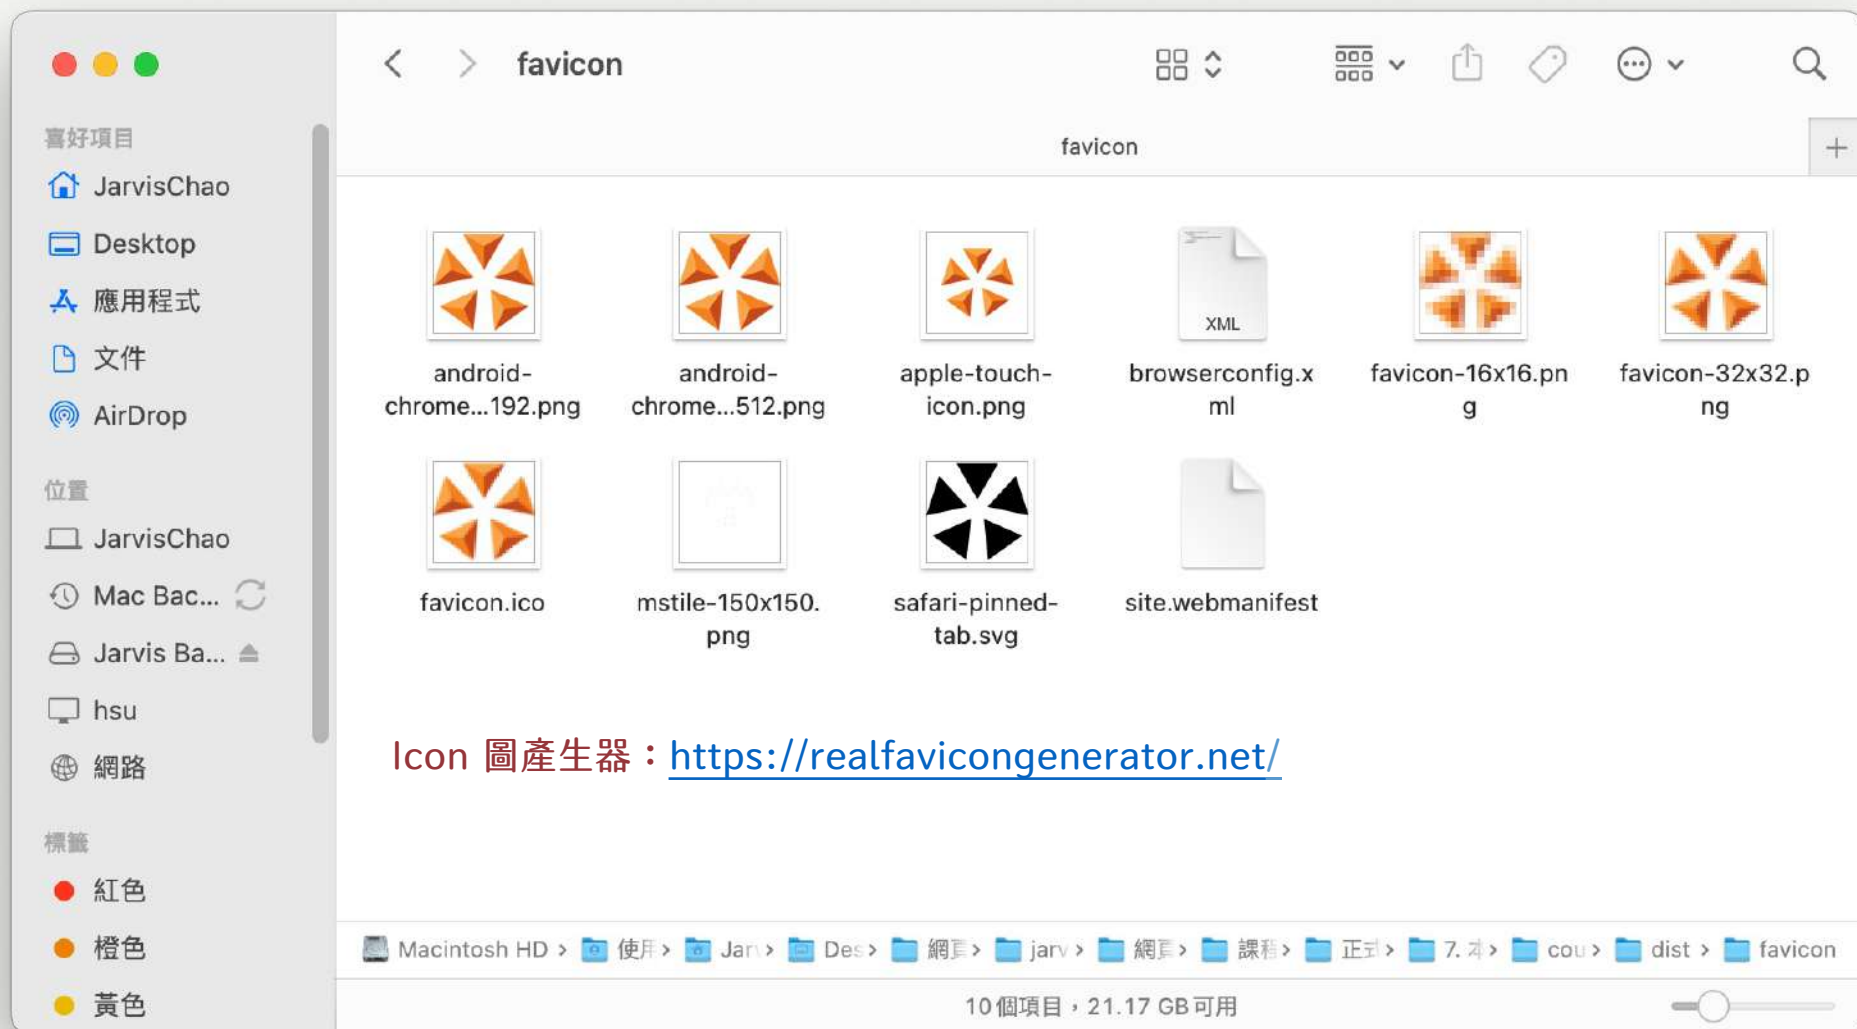 favicon
favicon
喜好項目
JarvisChao
Desktop
應用程式
文件
AirDrop
位置
JarvisChao
Mac Bac...
Jarvis Ba...
hsu
網路
標籤
紅色
橙色
黃色
android-
chrome...192.png
android-
chrome...512.png
apple-touch-
icon.png
XML
browserconfig.x
ml
favicon-16x16.pn
g
favicon-32x32.p
ng
favicon.ico
mstile-150x150.
png
safari-pinned-
tab.svg
site.webmanifest
Icon 圖產生器：https://realfavicongenerator.net/
Macintosh HD › 使用 › Jarv › Des › 網頁 › jarv › 網頁 › 課程 › 正式 › 7. 本 › cou › dist › favicon
10 個項目，21.17 GB 可用